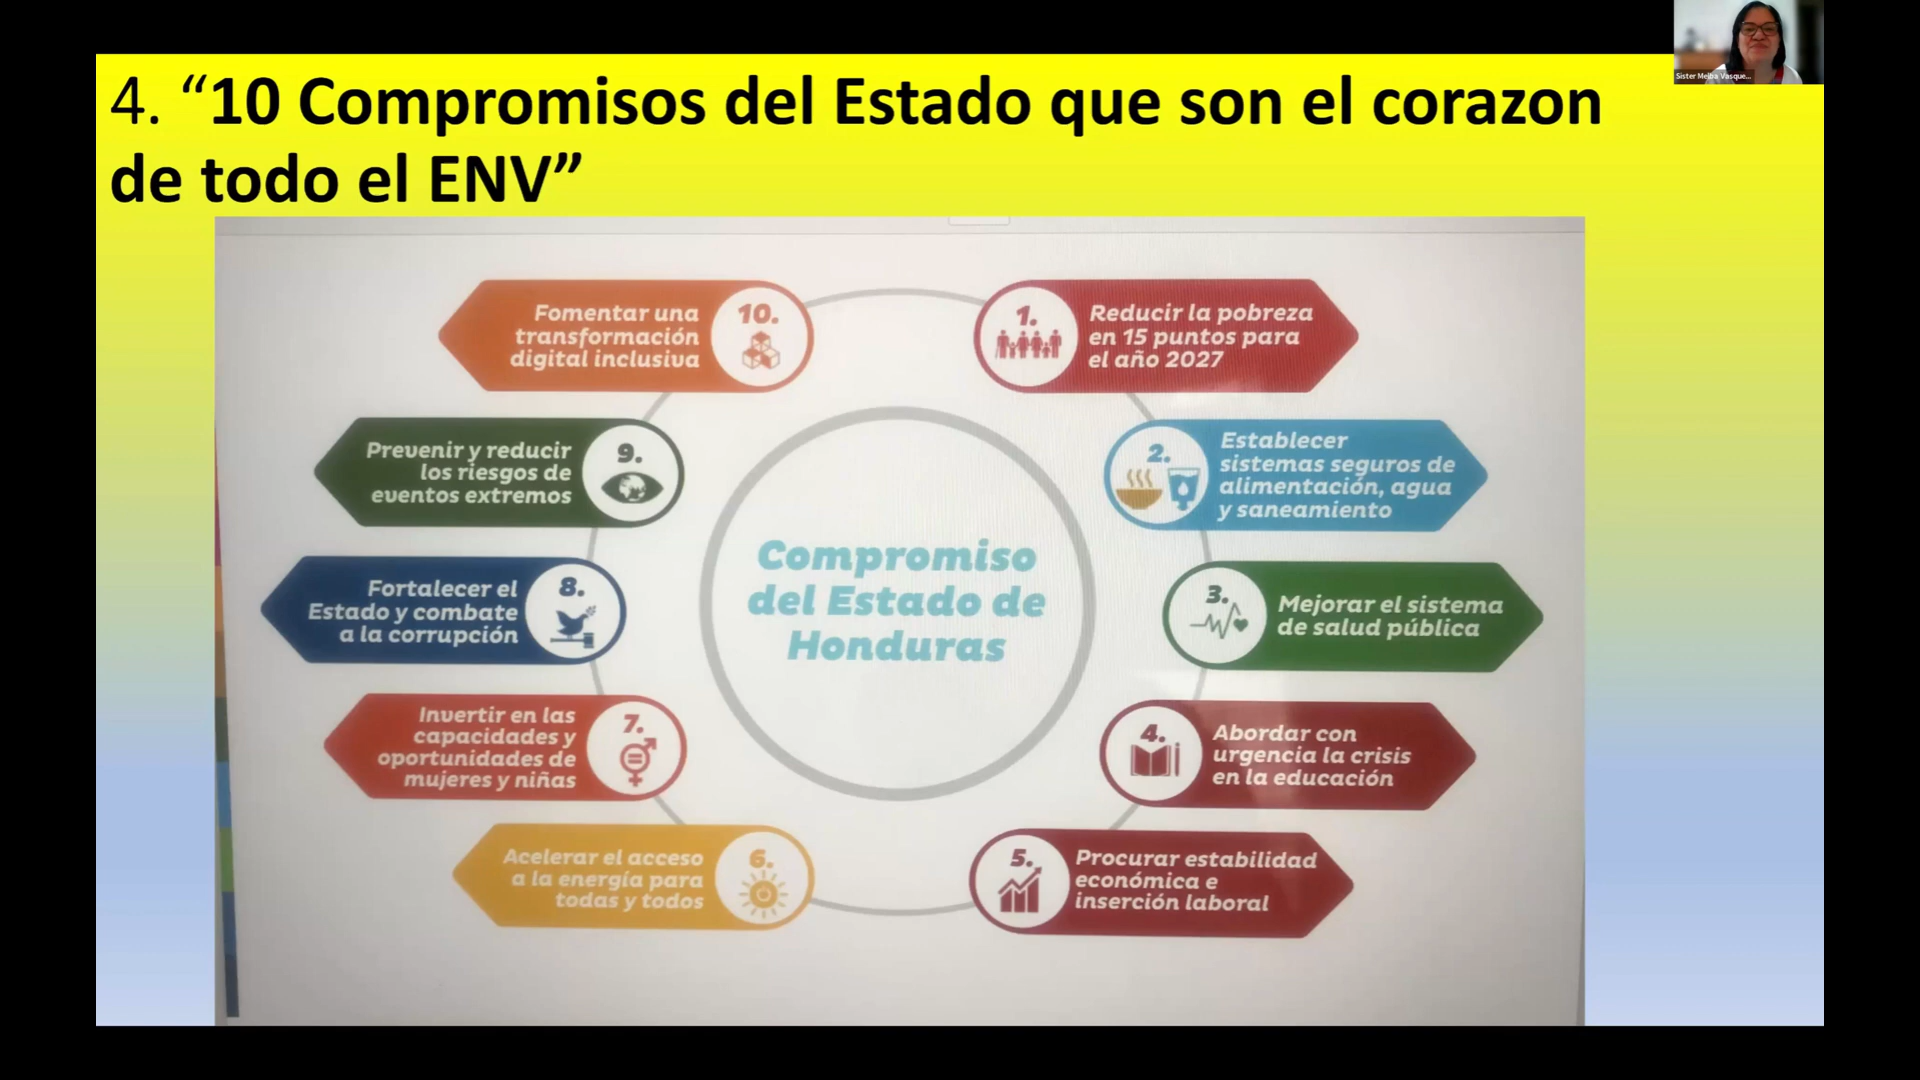 4. “10 Compromisos del Estado que son el corazon
de todo el ENV”
Sister Melba Vasque...
1.
Reducir la pobreza
en 15 puntos para
el año 2027
2.
Establecer
sistemas seguros de
alimentación, agua
y saneamiento
3.
Mejorar el sistema
de salud pública
4.
Abordar con
urgencia la crisis
en la educación
5.
Procurar estabilidad
económica e
inserción laboral
6.
Acelerar el acceso
a la energía para
todas y todos
7.
Invertir en las
capacidades y
oportunidades de
mujeres y niñas
8.
Fortalecer el
Estado y combate
a la corrupción
9.
Prevenir y reducir
los riesgos de
eventos extremos
10.
Fomentar una
transformación
digital inclusiva
Compromiso
del Estado de
Honduras